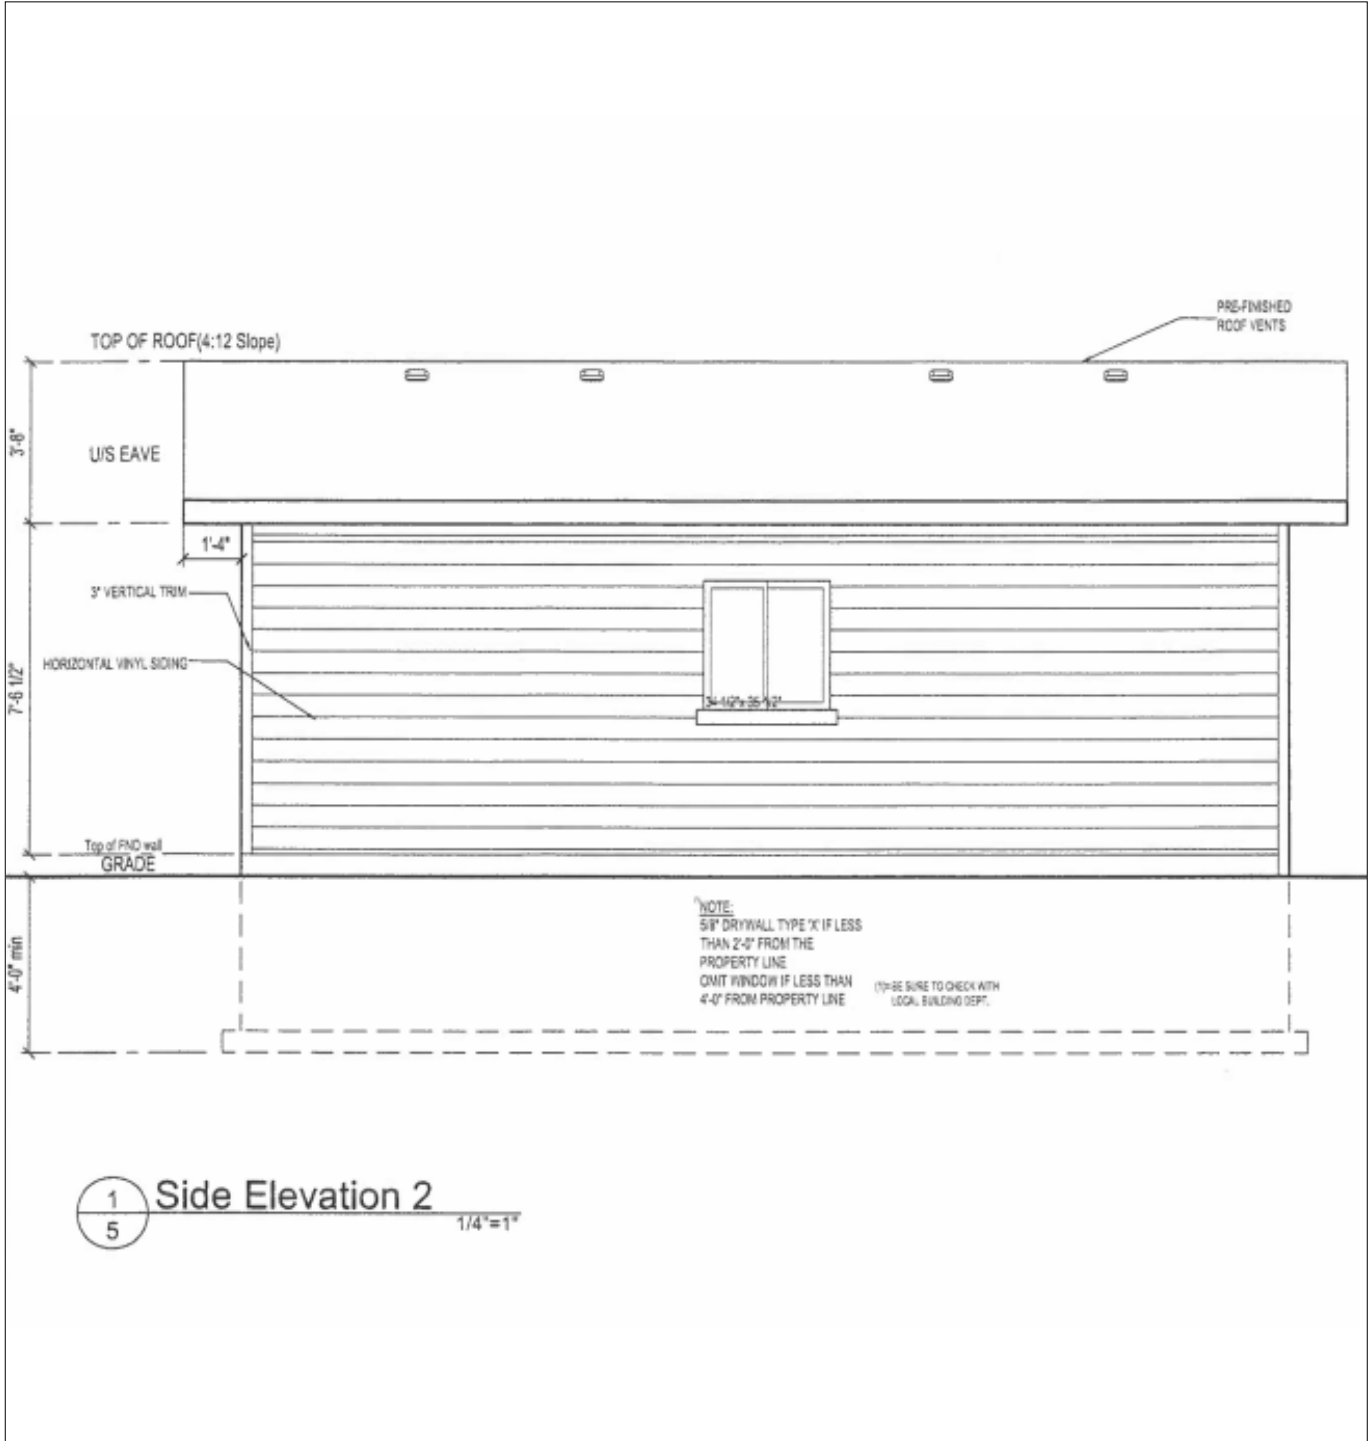 PRE-FINISHED
ROOF VENTS
TOP OF ROOF(4:12 Slope)
3'-8"
U/S EAVE
1'-4"
3" VERTICAL TRIM
HORIZONTAL VINYL SIDING
7'-6 1/2"
34-1/2"x 35-1/2"
Top of FND wall
GRADE
4'-0" min
NOTE:
5/8" DRYWALL TYPE 'X' IF LESS
THAN 2'-0" FROM THE
PROPERTY LINE
OMIT WINDOW IF LESS THAN
4'-0" FROM PROPERTY LINE
(1)=BE SURE TO CHECK WITH
LOCAL BUILDING DEPT.
1
5
Side Elevation 2
1/4"=1"